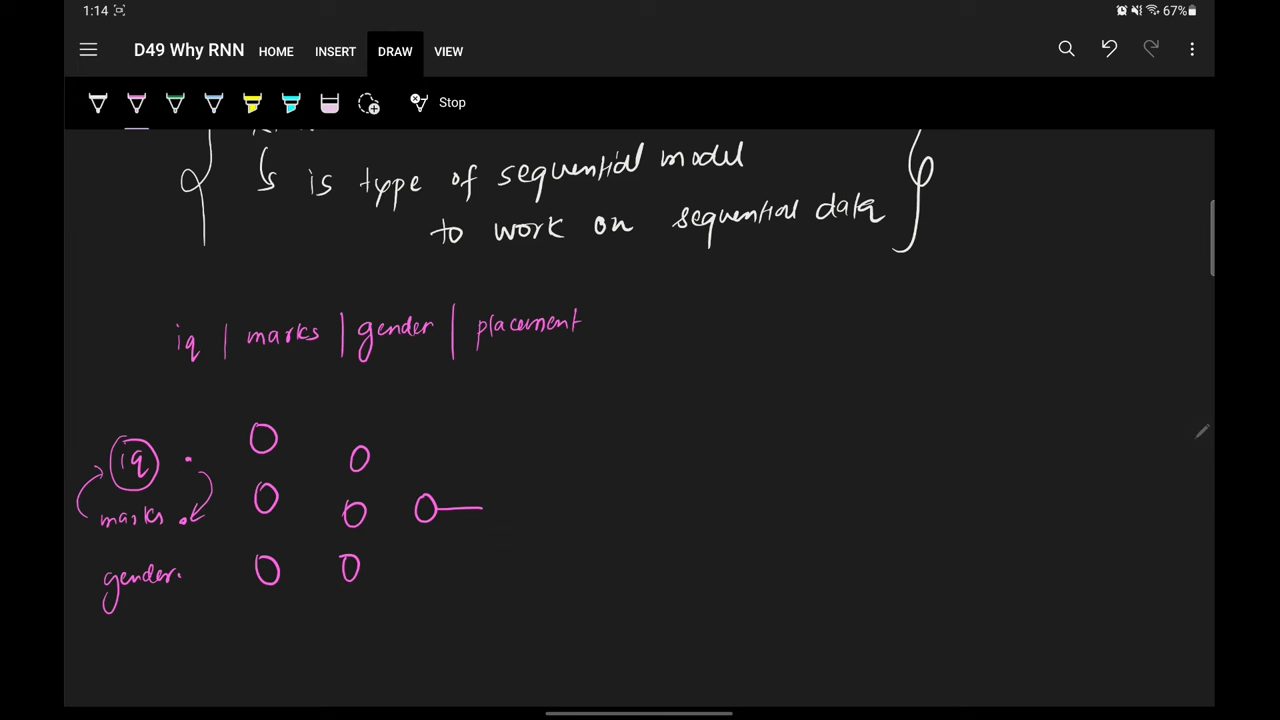 1:14 67%
D49 Why RNN HOME INSERT DRAW VIEW
Stop
is type of sequential model
to work on sequential data
iq | marks | gender | placement
iq
marks
gender